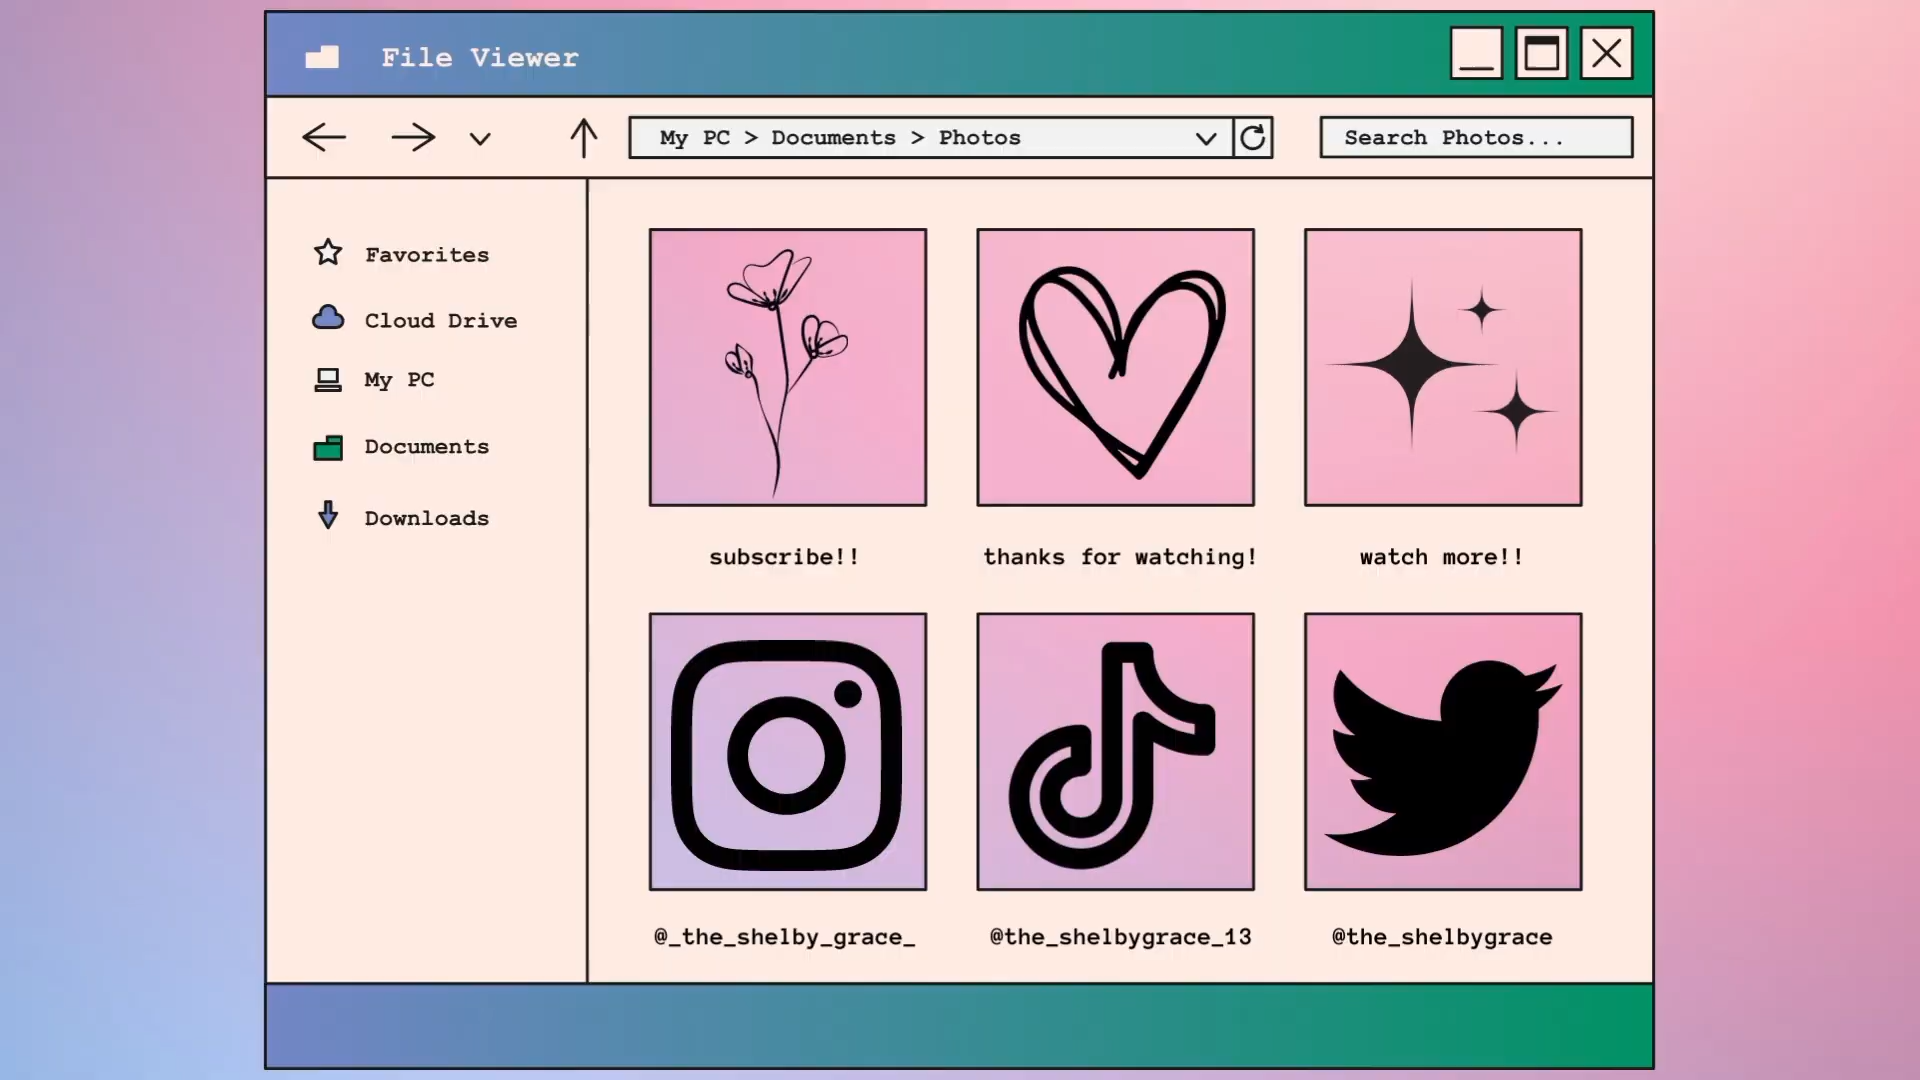 File Viewer
My PC > Documents > Photos
Search Photos...
Favorites
Cloud Drive
My PC
Documents
Downloads
subscribe!!
thanks for watching!
watch more!!
@_the_shelby_grace_
@the_shelbygrace_13
@the_shelbygrace